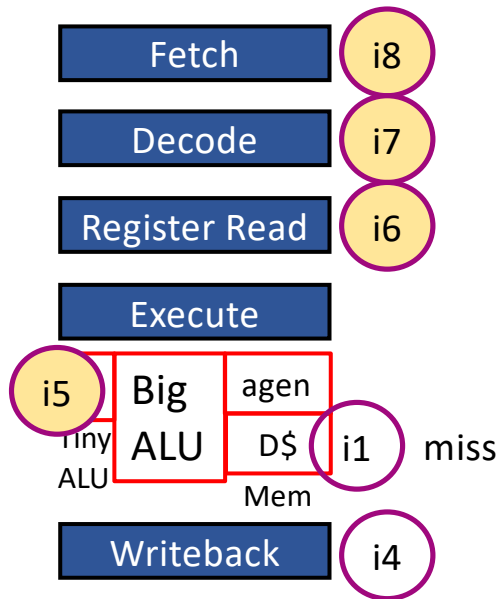 Fetch i8
Decode i7
Register Read i6
Execute
i5 Big agen
Tiny ALU D$ i1 miss
ALU Mem
Writeback i4